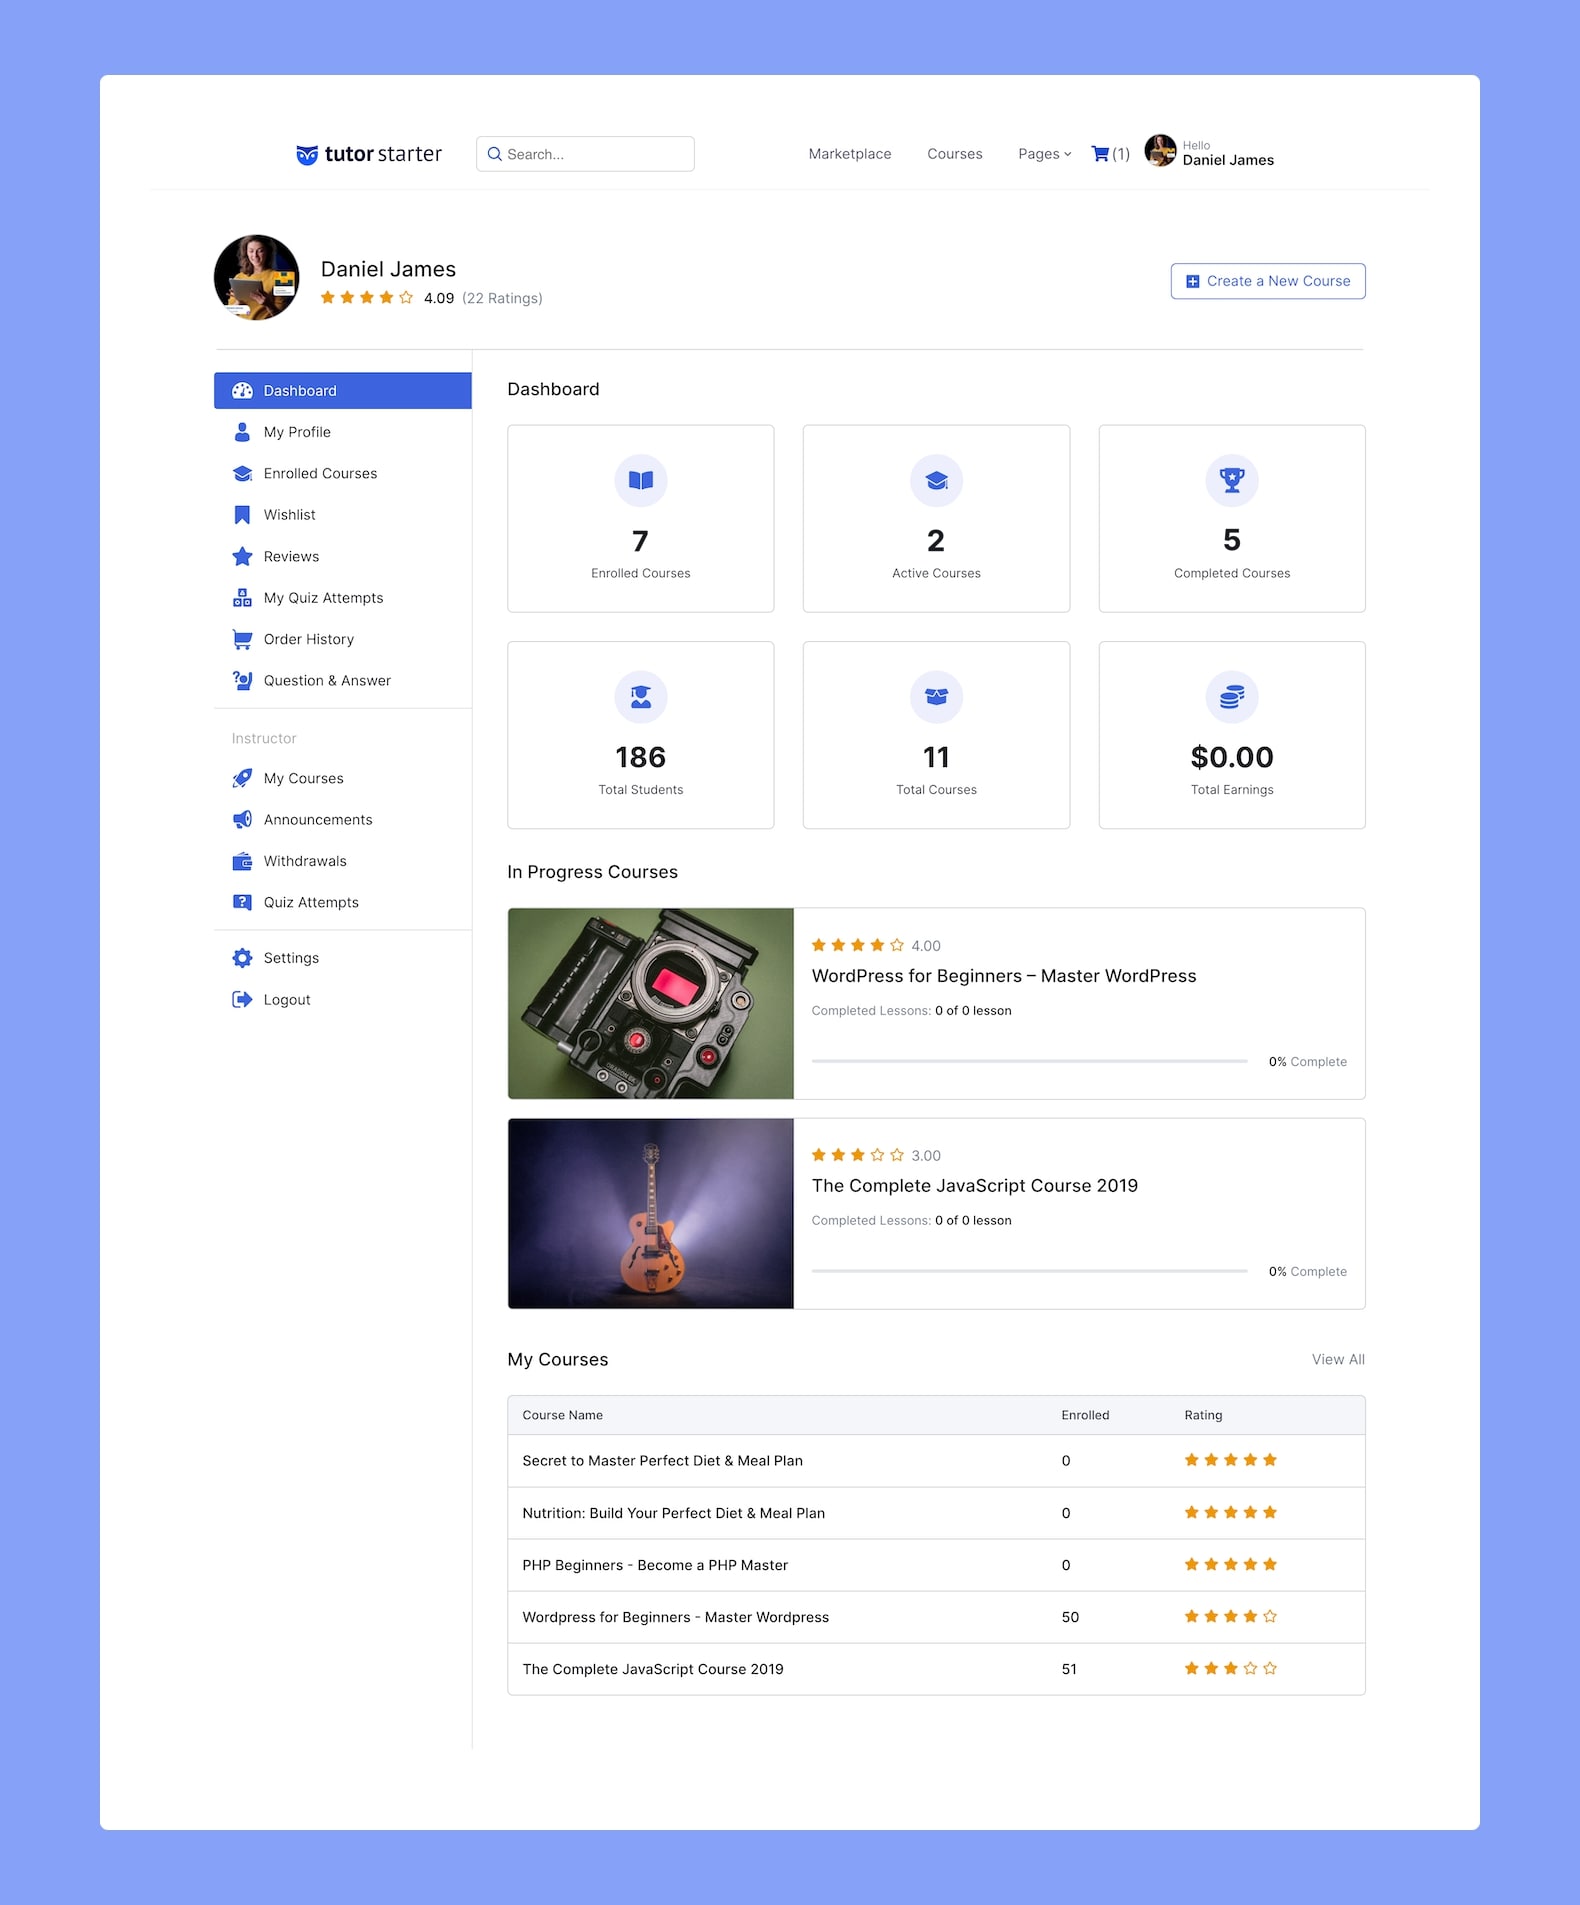 tutor starter
Search...
Marketplace
Courses
Pages
(1)
Hello
Daniel James
Daniel James
4.09 (22 Ratings)
Create a New Course
Dashboard
My Profile
Enrolled Courses
Wishlist
Reviews
My Quiz Attempts
Order History
Question & Answer
Instructor
My Courses
Announcements
Withdrawals
Quiz Attempts
Settings
Logout
Dashboard
7
Enrolled Courses
2
Active Courses
5
Completed Courses
186
Total Students
11
Total Courses
$0.00
Total Earnings
In Progress Courses
4.00
WordPress for Beginners – Master WordPress
Completed Lessons: 0 of 0 lesson
0% Complete
3.00
The Complete JavaScript Course 2019
Completed Lessons: 0 of 0 lesson
0% Complete
My Courses
View All
Course Name Enrolled Rating
Secret to Master Perfect Diet & Meal Plan 0
Nutrition: Build Your Perfect Diet & Meal Plan 0
PHP Beginners - Become a PHP Master 0
Wordpress for Beginners - Master Wordpress 50
The Complete JavaScript Course 2019 51